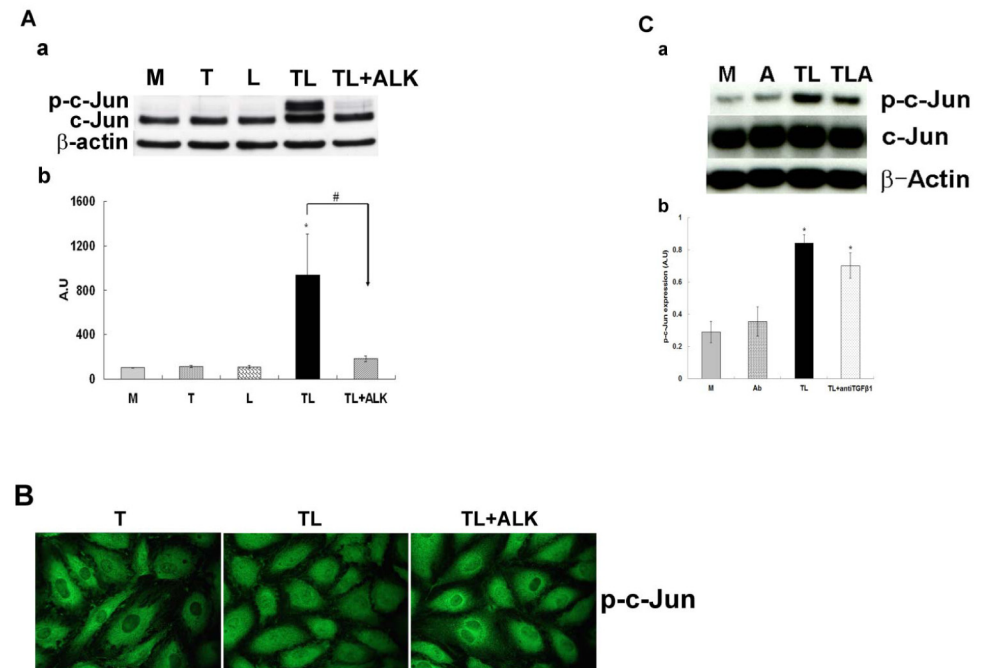 A
a
M T L TL TL+ALK
p-c-Jun
c-Jun
β-actin
b
1600
1200
800
400
0
A.U
#
*
M T L TL TL+ALK
C
a
M A TL TLA
p-c-Jun
c-Jun
β-Actin
b
1
0.8
0.6
0.4
0.2
0
p-c-Jun expression (A.U)
* *
M Ab TL TL+antiTGFβ1
B
T TL TL+ALK
p-c-Jun